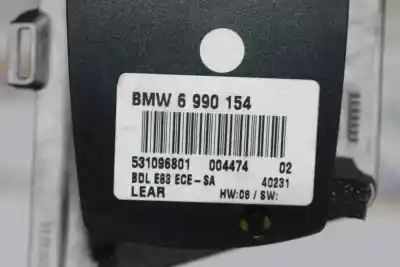 BMW 6 990 154
531096801 004474 02
BDL E83 ECE-SA 40231
LEAR HW:08 / SW: